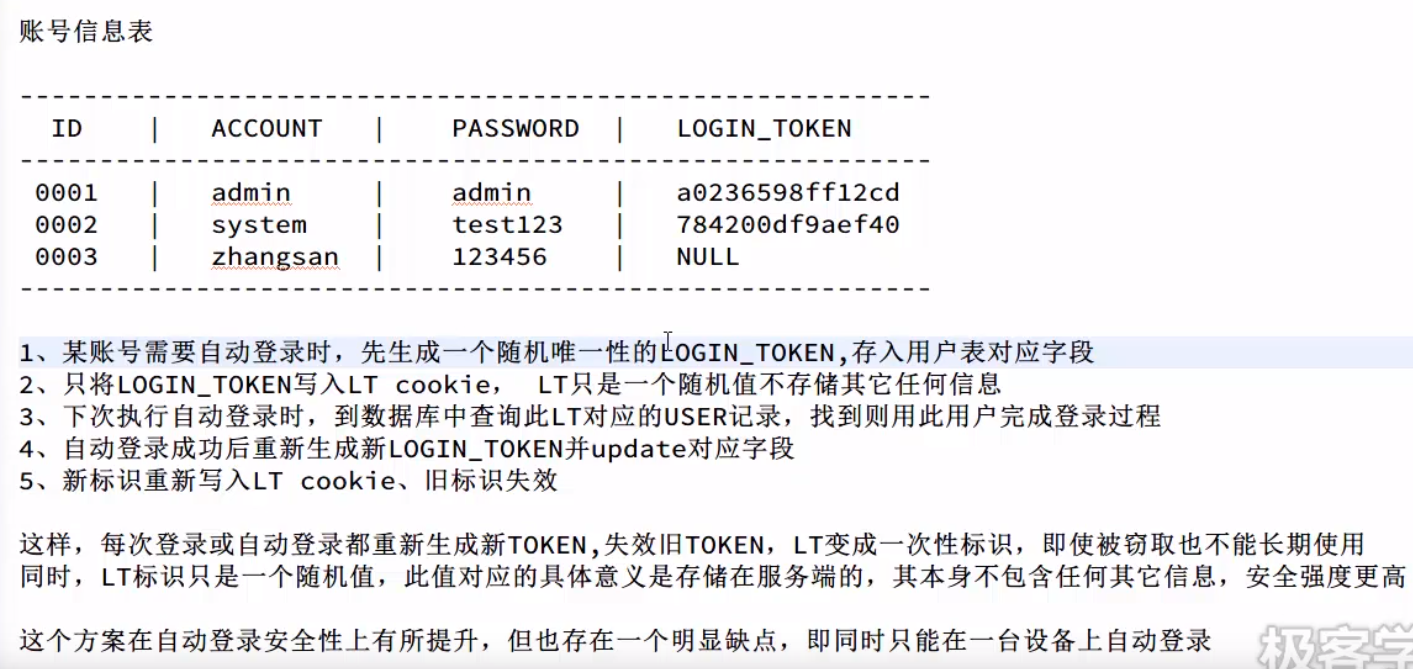 账号信息表
---------------------------------------------------------
ID | ACCOUNT | PASSWORD | LOGIN_TOKEN
---------------------------------------------------------
0001 | admin | admin | a0236598ff12cd
0002 | system | test123 | 784200df9aef40
0003 | zhangsan | 123456 | NULL
---------------------------------------------------------
1、某账号需要自动登录时，先生成一个随机唯一性的LOGIN_TOKEN,存入用户表对应字段
2、只将LOGIN_TOKEN写入LT cookie， LT只是一个随机值不存储其它任何信息
3、下次执行自动登录时，到数据库中查询此LT对应的USER记录，找到则用此用户完成登录过程
4、自动登录成功后重新生成新LOGIN_TOKEN并update对应字段
5、新标识重新写入LT cookie、旧标识失效
这样，每次登录或自动登录都重新生成新TOKEN,失效旧TOKEN，LT变成一次性标识，即使被窃取也不能长期使用
同时，LT标识只是一个随机值，此值对应的具体意义是存储在服务端的，其本身不包含任何其它信息，安全强度更高
这个方案在自动登录安全性上有所提升，但也存在一个明显缺点，即同时只能在一台设备上自动登录
极客学